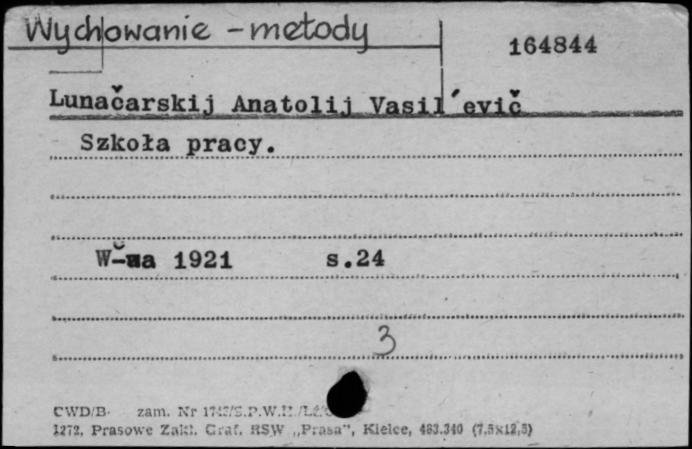 Wychowanie - metody
164844
Lunačarskij Anatolij Vasil'evič
Szkoła pracy.
W-wa 1921 s.24
3
CWD/B. zam. Nr
1272. Prasowe Zakł. Graf. RSW „Prasa”, Kielce, 483.340 (7,5x12,5)